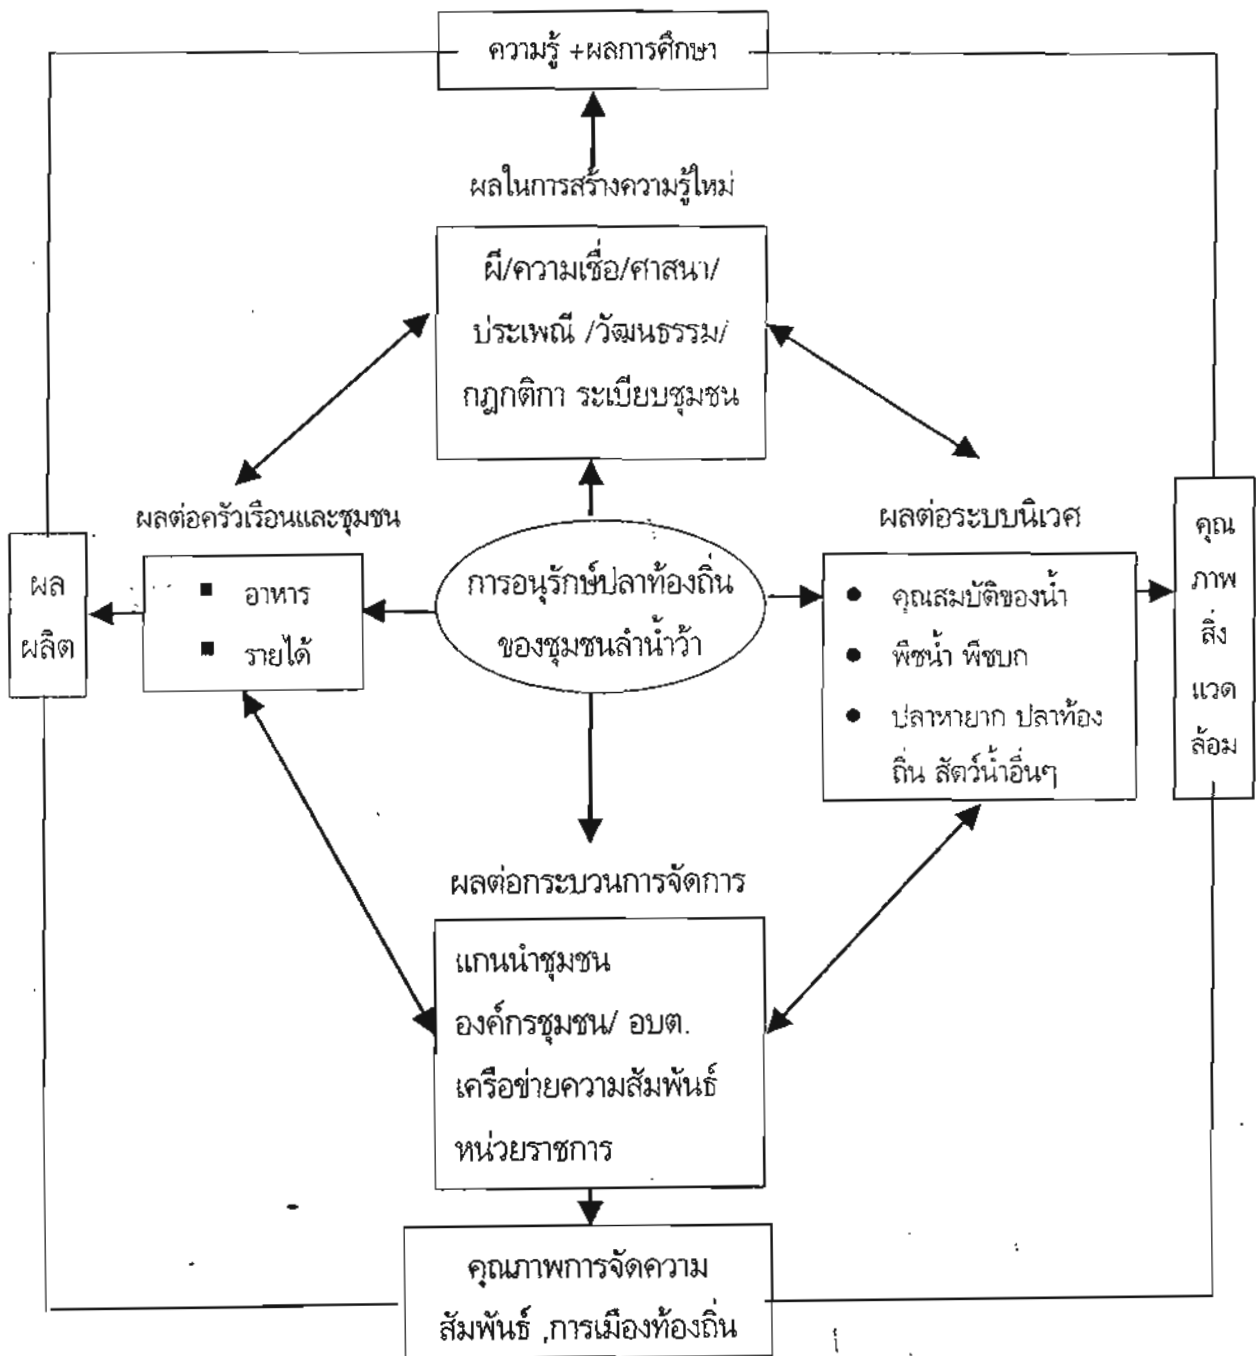 ความรู้ +ผลการศึกษา
ผลในการสร้างความรู้ใหม่
ผี/ความเชื่อ/ศาสนา/
ประเพณี /วัฒนธรรม/
กฎกติกา ระเบียบชุมชน
ผลต่อครัวเรือนและชุมชน
■ อาหาร
■ รายได้
ผล
ผลิต
การอนุรักษ์ปลาท้องถิ่น
ของชุมชนลำน้ำว้า
ผลต่อระบบนิเวศ
● คุณสมบัติของน้ำ
● พืชน้ำ พืชบก
● ปลาหายาก ปลาท้อง
ถิ่น สัตว์น้ำอื่นๆ
คุณ
ภาพ
สิ่ง
แวด
ล้อม
ผลต่อกระบวนการจัดการ
แกนนำชุมชน
องค์กรชุมชน/ อบต.
เครือข่ายความสัมพันธ์
หน่วยราชการ
คุณภาพการจัดความ
สัมพันธ์ ,การเมืองท้องถิ่น